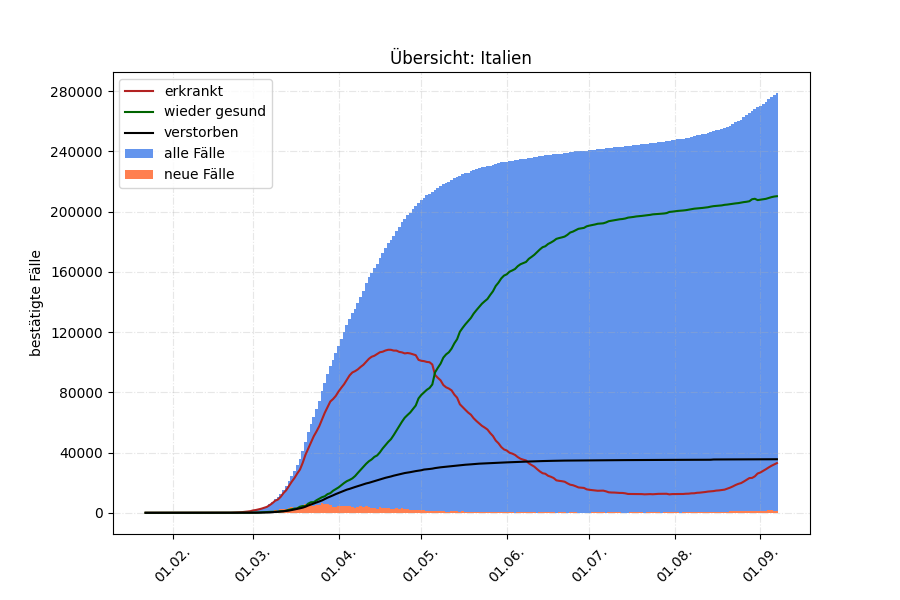 Übersicht: Italien
erkrankt
wieder gesund
verstorben
alle Fälle
neue Fälle
bestätigte Fälle
280000
240000
200000
160000
120000
80000
40000
0
01.02.
01.03.
01.04.
01.05.
01.06.
01.07.
01.08.
01.09.